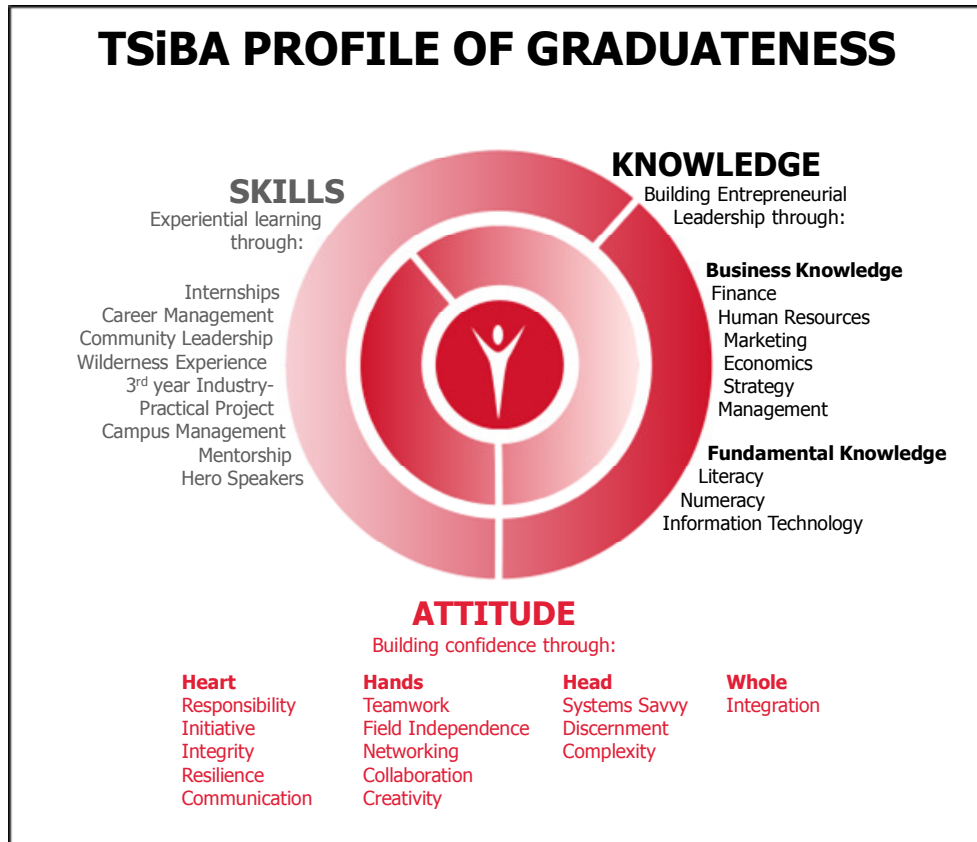 TSiBA PROFILE OF GRADUATENESS
SKILLS
Experiential learning
through:
Internships
Career Management
Community Leadership
Wilderness Experience
3rd year Industry-
Practical Project
Campus Management
Mentorship
Hero Speakers
KNOWLEDGE
Building Entrepreneurial
Leadership through:
Business Knowledge
Finance
Human Resources
Marketing
Economics
Strategy
Management
Fundamental Knowledge
Literacy
Numeracy
Information Technology
ATTITUDE
Building confidence through:
Heart
Responsibility
Initiative
Integrity
Resilience
Communication
Hands
Teamwork
Field Independence
Networking
Collaboration
Creativity
Head
Systems Savvy
Discernment
Complexity
Whole
Integration